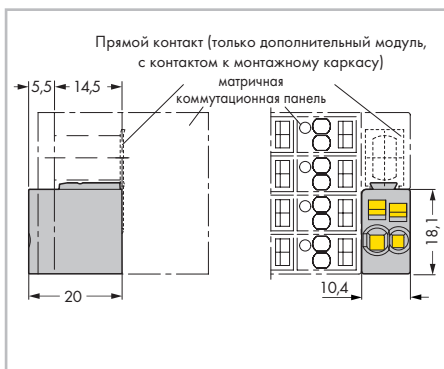 Прямой контакт (только дополнительный модуль,
с контактом к монтажному каркасу)
матричная
коммутационная панель
5,5
14,5
18,1
20
10,4